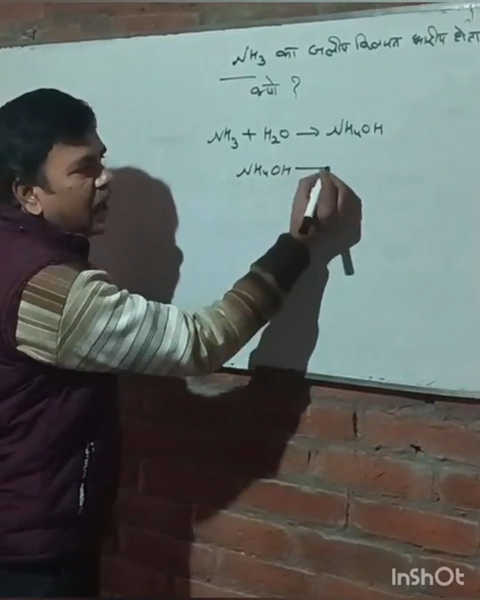 NH3 का जलीय विलयन क्षारीय होता
क्यो ?
NH3 + H2O → NH4OH
NH4OH —
InShOt